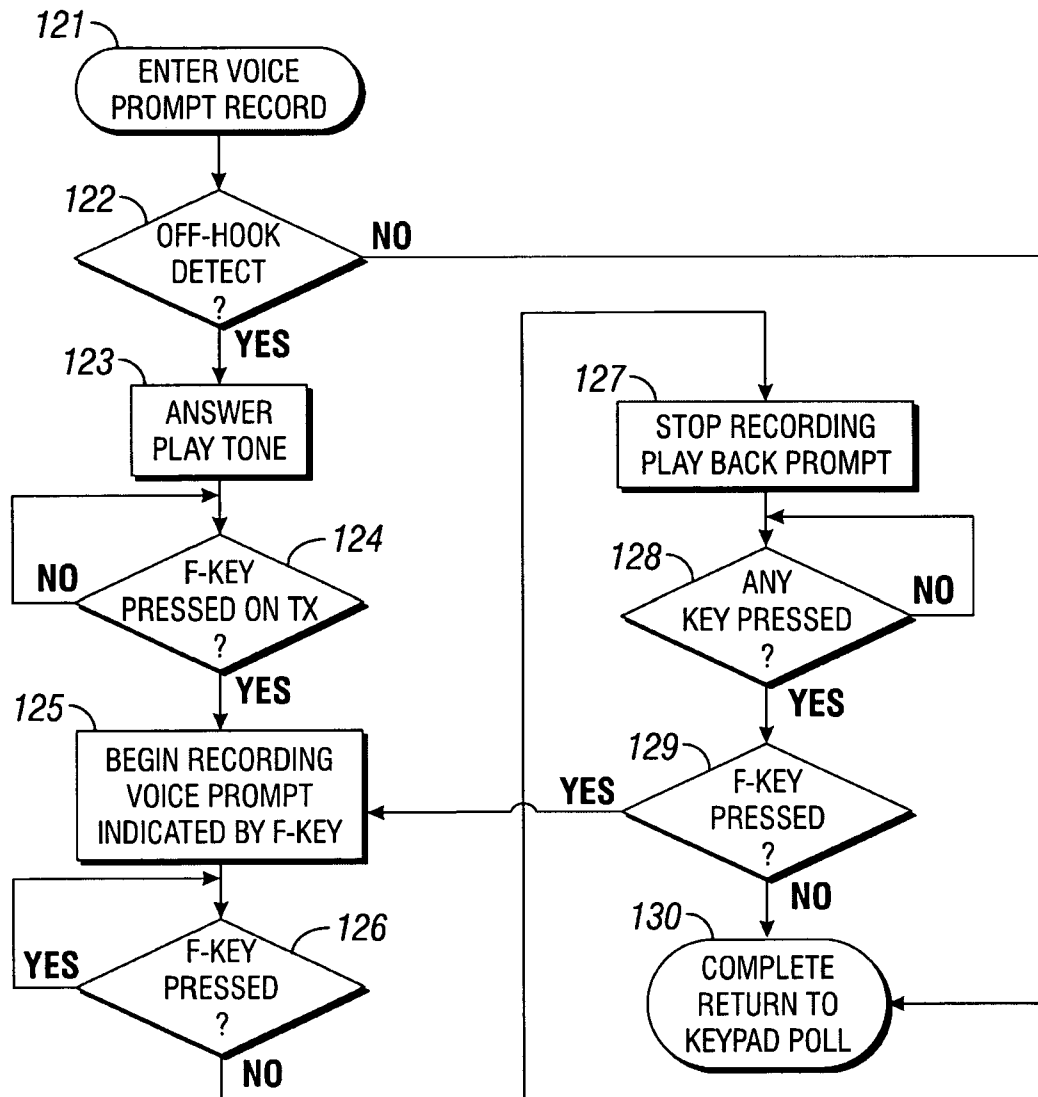 121
ENTER VOICE
PROMPT RECORD
122
OFF-HOOK
DETECT
?
NO
YES
123
ANSWER
PLAY TONE
124
F-KEY
PRESSED ON TX
?
NO
YES
125
BEGIN RECORDING
VOICE PROMPT
INDICATED BY F-KEY
126
F-KEY
PRESSED
?
YES
NO
127
STOP RECORDING
PLAY BACK PROMPT
128
ANY
KEY PRESSED
?
NO
YES
129
F-KEY
PRESSED
?
YES
NO
130
COMPLETE
RETURN TO
KEYPAD POLL